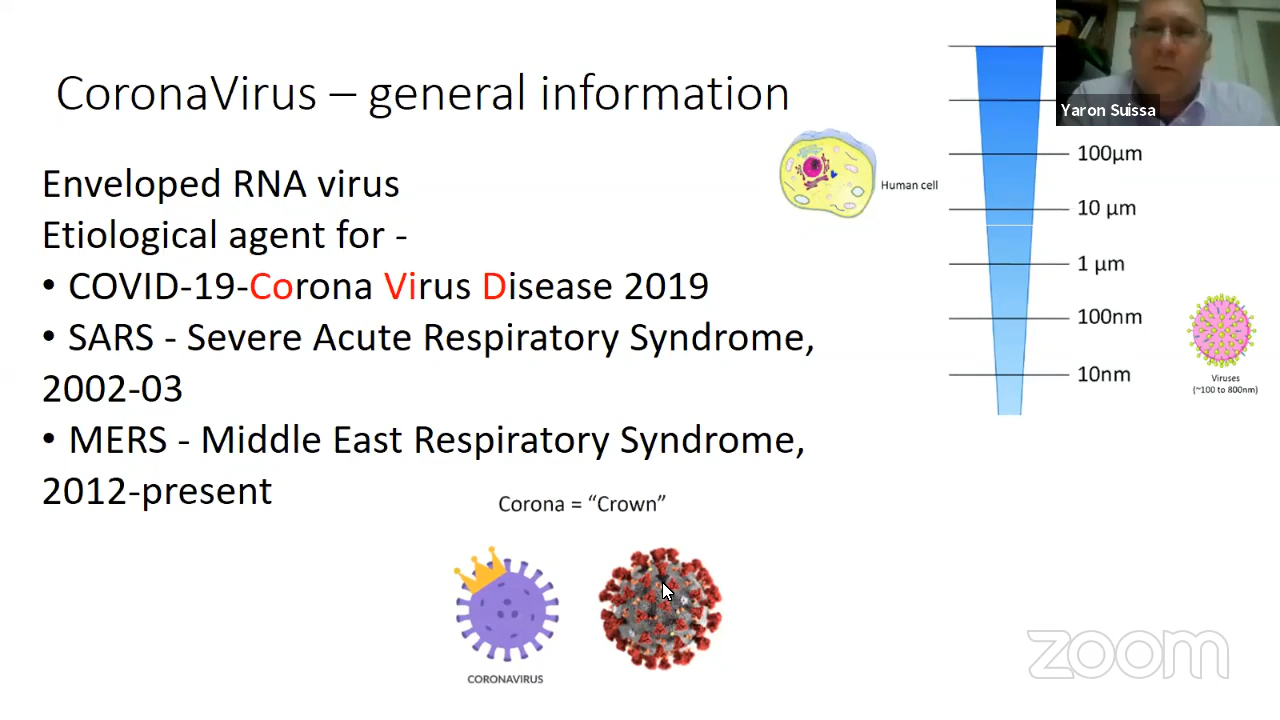 CoronaVirus – general information
Yaron Suissa
Enveloped RNA virus
Etiological agent for -
• COVID-19-Corona Virus Disease 2019
• SARS - Severe Acute Respiratory Syndrome,
2002-03
• MERS - Middle East Respiratory Syndrome,
2012-present
Human cell
100µm
10 µm
1 µm
100nm
10nm
Viruses
(~100 to 800nm)
Corona = “Crown”
CORONAVIRUS
zoom